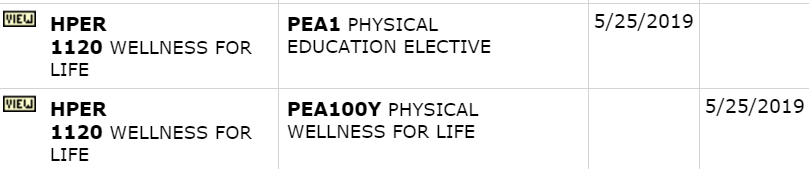 VIEW
HPER
1120 WELLNESS FOR
LIFE
PEA1 PHYSICAL
EDUCATION ELECTIVE
5/25/2019
VIEW
HPER
1120 WELLNESS FOR
LIFE
PEA100Y PHYSICAL
WELLNESS FOR LIFE
5/25/2019